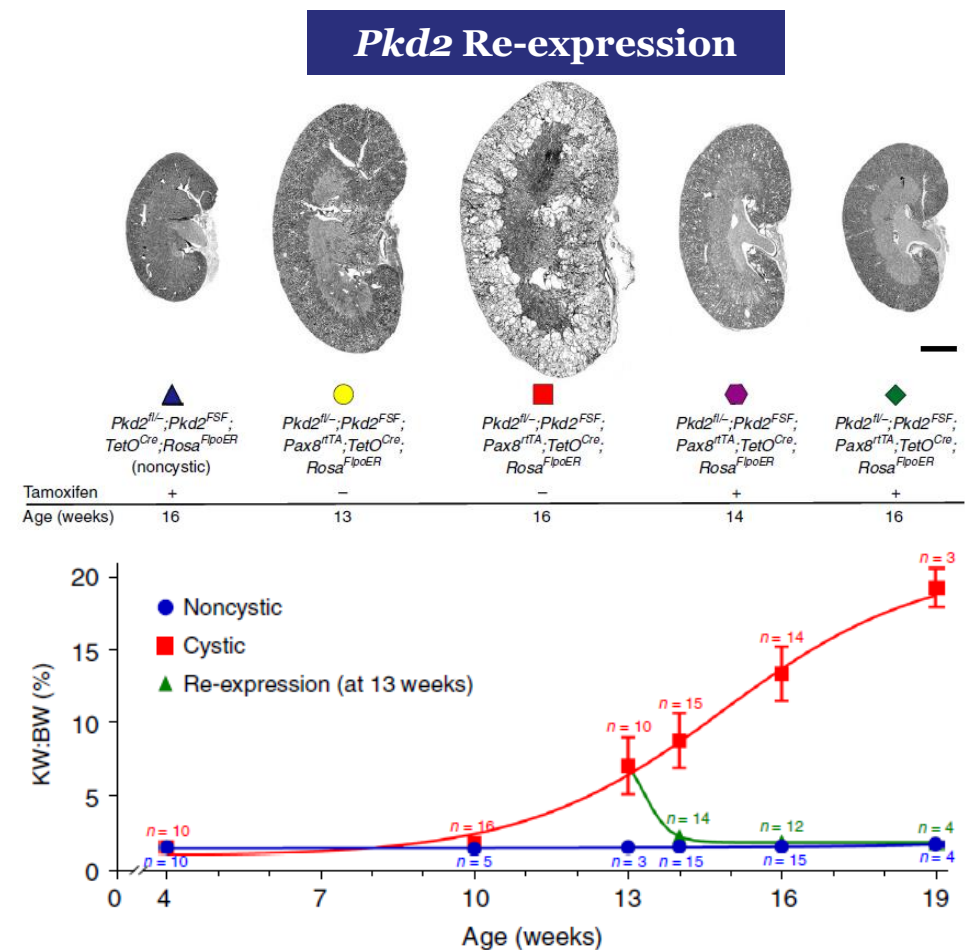 Pkd2 Re-expression
Pkd2fl/–;Pkd2FSF;
TetOCre;RosaFlpoER
(noncystic)
Pkd2fl/–;Pkd2FSF;
Pax8rtTA;TetOCre;
RosaFlpoER
Pkd2fl/–;Pkd2FSF;
Pax8rtTA;TetOCre;
RosaFlpoER
Pkd2fl/–;Pkd2FSF;
Pax8rtTA;TetOCre;
RosaFlpoER
Pkd2fl/–;Pkd2FSF;
Pax8rtTA;TetOCre;
RosaFlpoER
Tamoxifen + – – + +
Age (weeks) 16 13 16 14 16
KW:BW (%)
20
15
10
5
0
Noncystic
Cystic
Re-expression (at 13 weeks)
n = 10
n = 16
n = 10
n = 15
n = 14
n = 3
n = 14
n = 12
n = 4
n = 10
n = 5
n = 3
n = 15
n = 15
n = 4
0 4 7 10 13 16 19
Age (weeks)